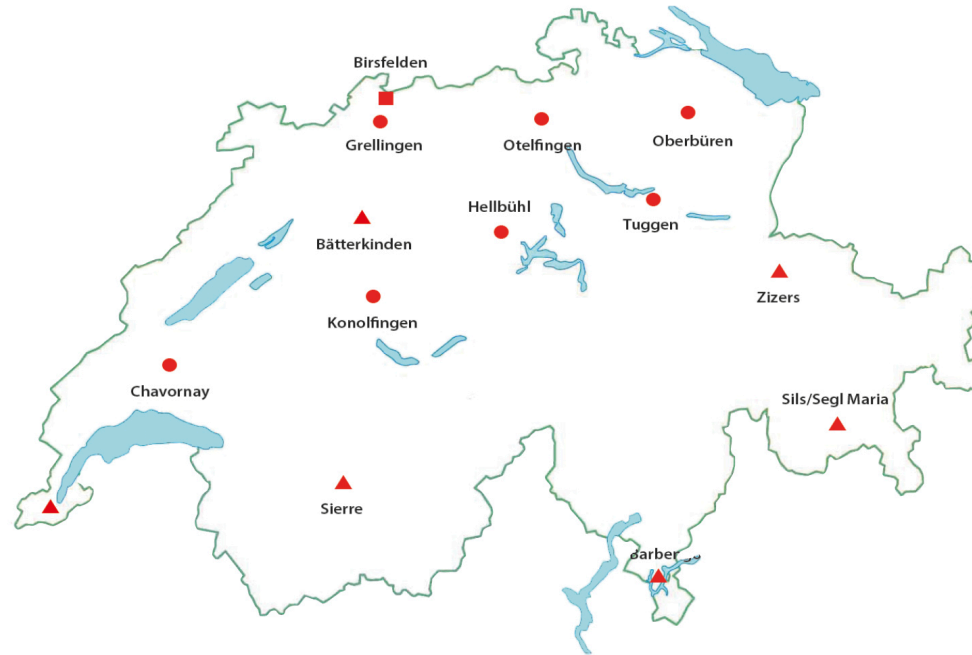 Birsfelden
Grellingen
Otelfingen
Oberbüren
Hellbühl
Tuggen
Bätterkinden
Zizers
Konolfingen
Chavornay
Sils/Segl Maria
Sierre